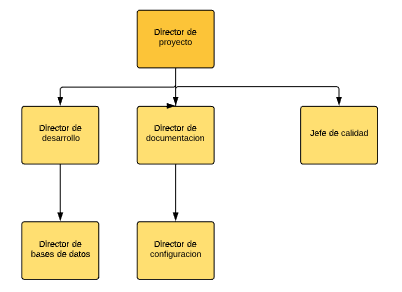 Director de
proyecto
Director de
desarrollo
Director de
documentacion
Jefe de calidad
Director de
bases de datos
Director de
configuracion